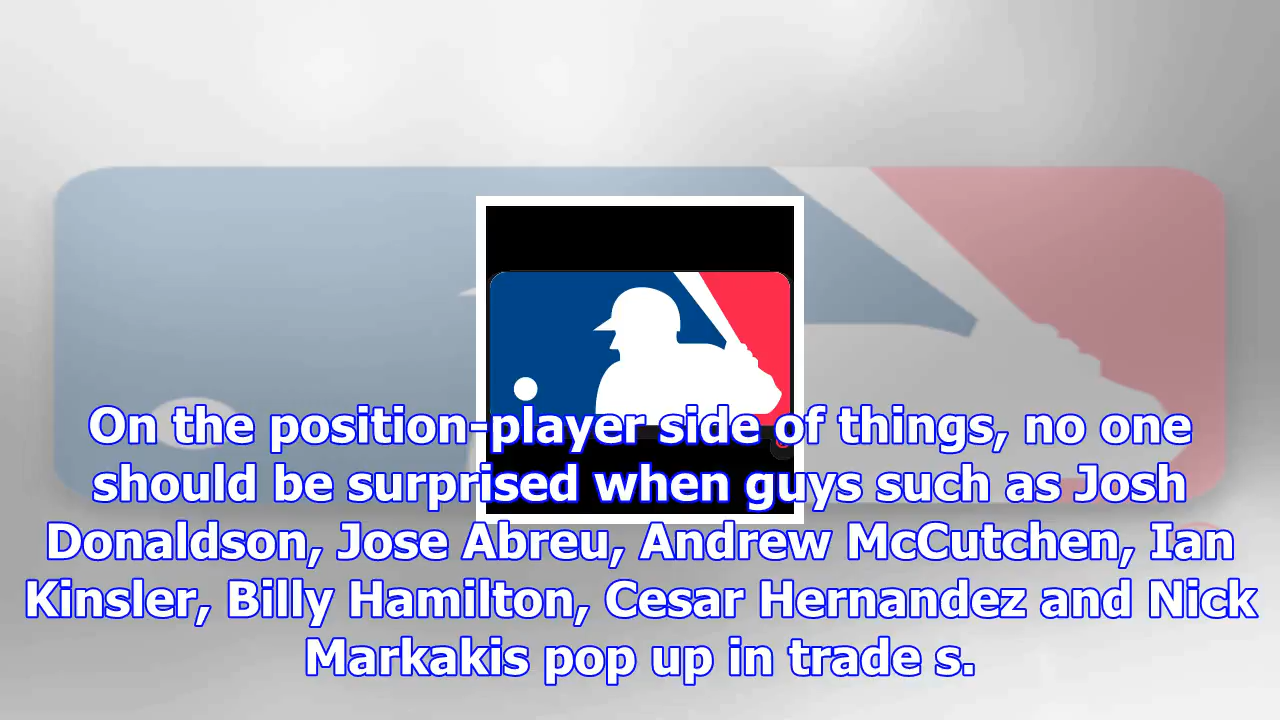 On the position-player side of things, no one
should be surprised when guys such as Josh
Donaldson, Jose Abreu, Andrew McCutchen, Ian
Kinsler, Billy Hamilton, Cesar Hernandez and Nick
Markakis pop up in trade s.